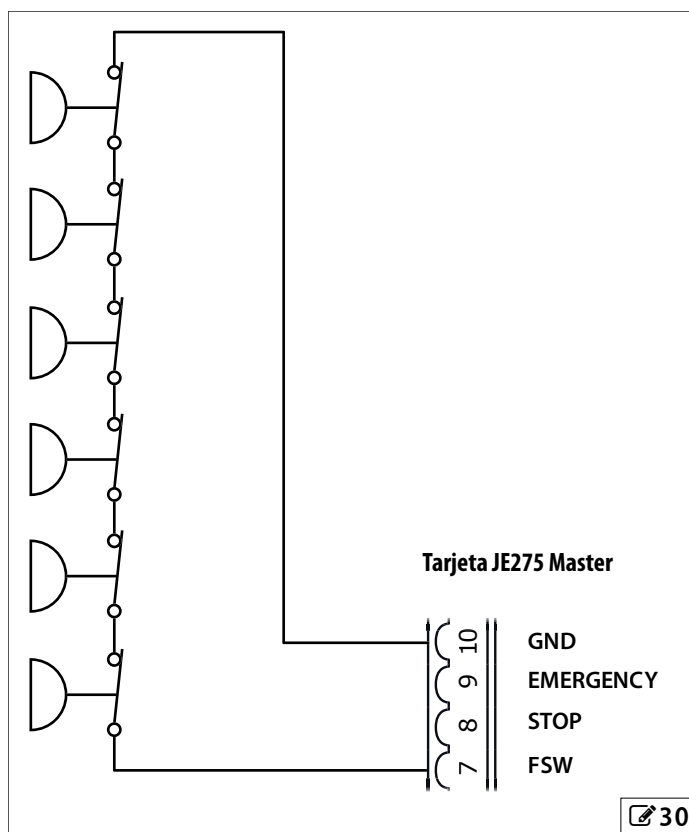 Tarjeta JE275 Master
10 GND
9 EMERGENCY
8 STOP
7 FSW
30